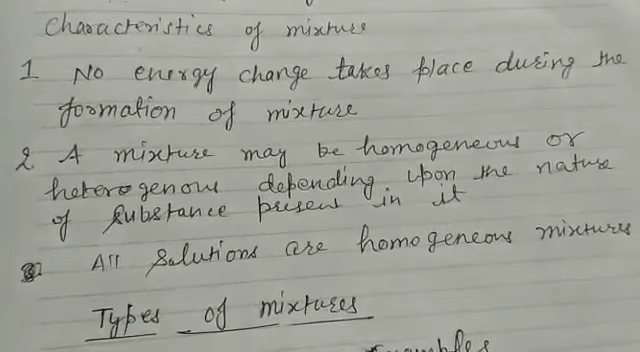 Characteristics of mixture
1 No energy change takes place during the
formation of mixture
2 A mixture may be homogeneous or
heterogenous depending upon the nature
of substance present in it
All Solutions are homogeneous mixtures
Types of mixtures